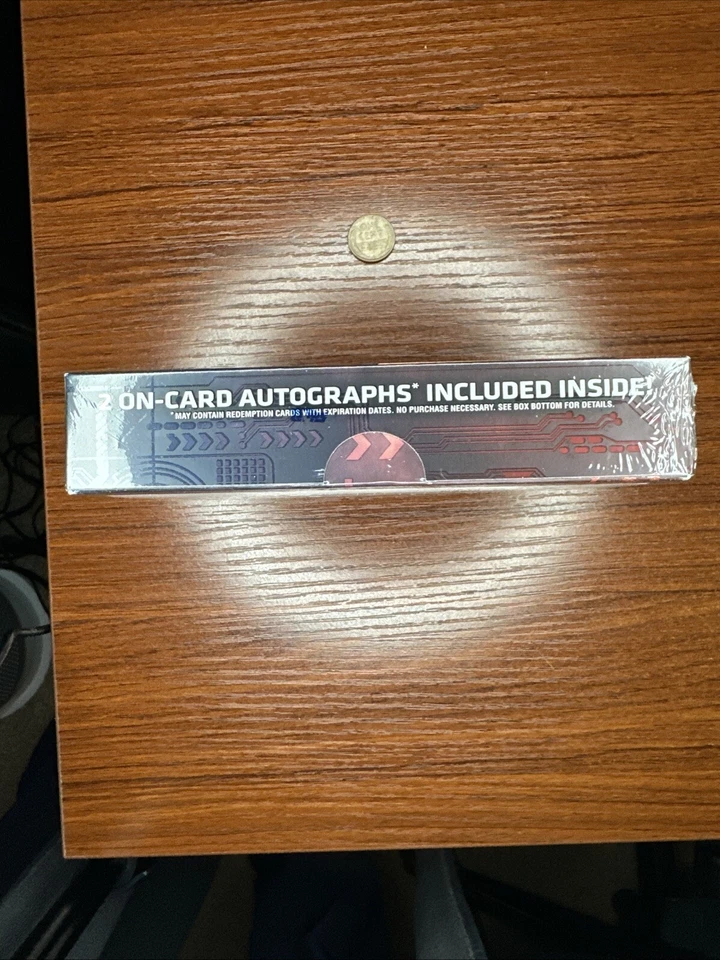 2 ON-CARD AUTOGRAPHS* INCLUDED INSIDE!
*MAY CONTAIN REDEMPTION CARDS WITH EXPIRATION DATES. NO PURCHASE NECESSARY. SEE BOX BOTTOM FOR DETAILS.